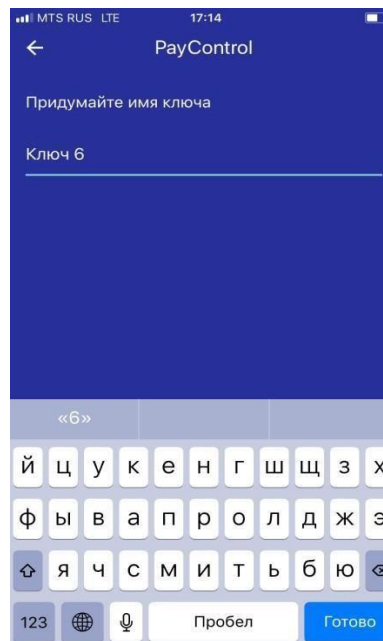 MTS RUS LTE 17:14
PayControl
Придумайте имя ключа
Ключ 6
«6»
й ц у к е н г ш щ з х
ф ы в а п р о л д ж э
я ч с м и т ь б ю
123 Пробел Готово